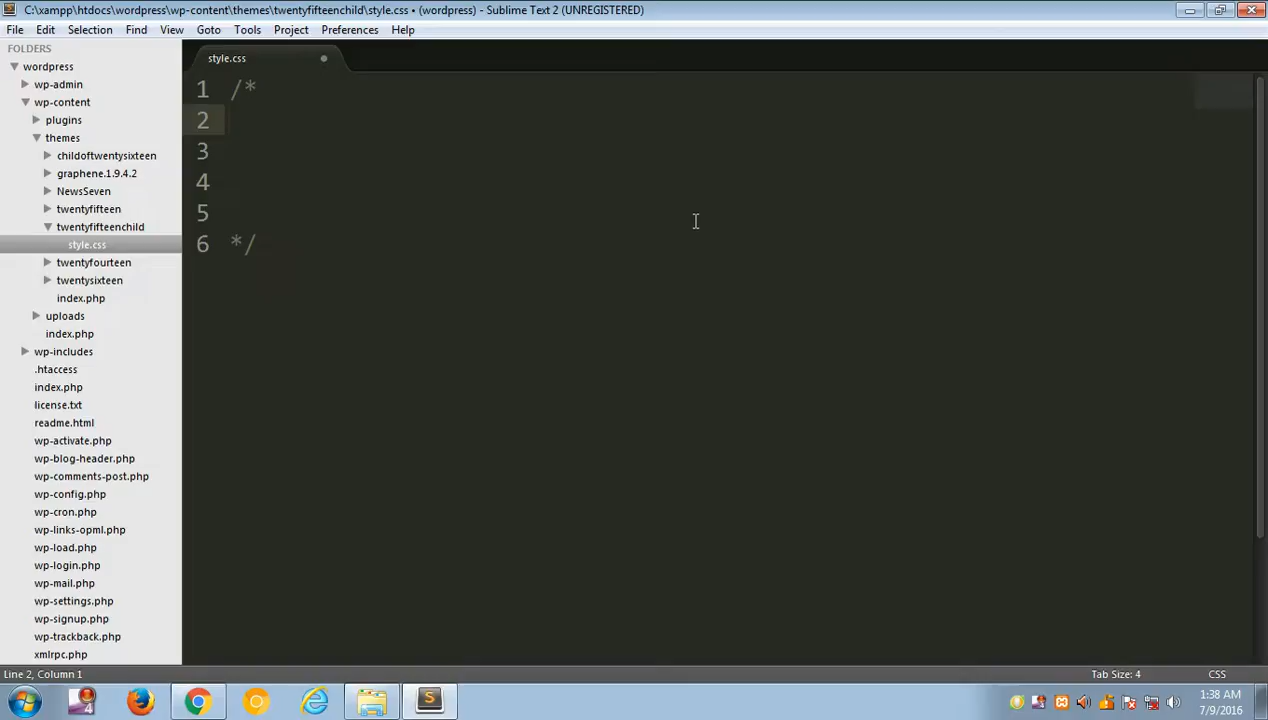 C:\xampp\htdocs\wordpress\wp-content\themes\twentyfifteenchild\style.css • (wordpress) - Sublime Text 2 (UNREGISTERED)
File Edit Selection Find View Goto Tools Project Preferences Help
FOLDERS
wordpress
wp-admin
wp-content
plugins
themes
childoftwentysixteen
graphene.1.9.4.2
NewsSeven
twentyfifteen
twentyfifteenchild
style.css
twentyfourteen
twentysixteen
index.php
uploads
index.php
wp-includes
.htaccess
index.php
license.txt
readme.html
wp-activate.php
wp-blog-header.php
wp-comments-post.php
wp-config.php
wp-cron.php
wp-links-opml.php
wp-load.php
wp-login.php
wp-mail.php
wp-settings.php
wp-signup.php
wp-trackback.php
xmlrpc.php
style.css
1 /*
2
3
4
5
6 */
Line 2, Column 1 Tab Size: 4 CSS
4
1:38 AM
7/9/2016